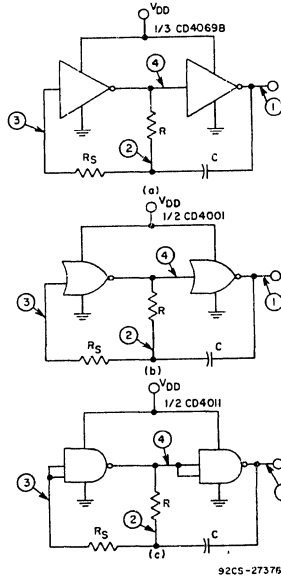 VDD
1/3 CD4069B
4
1
3
R
2
RS
C
(a)
VDD
1/2 CD4001
4
3
1
R
2
RS
C
(b)
VDD
1/2 CD4011
4
3
R
2
RS
C
(c)
92CS-27376